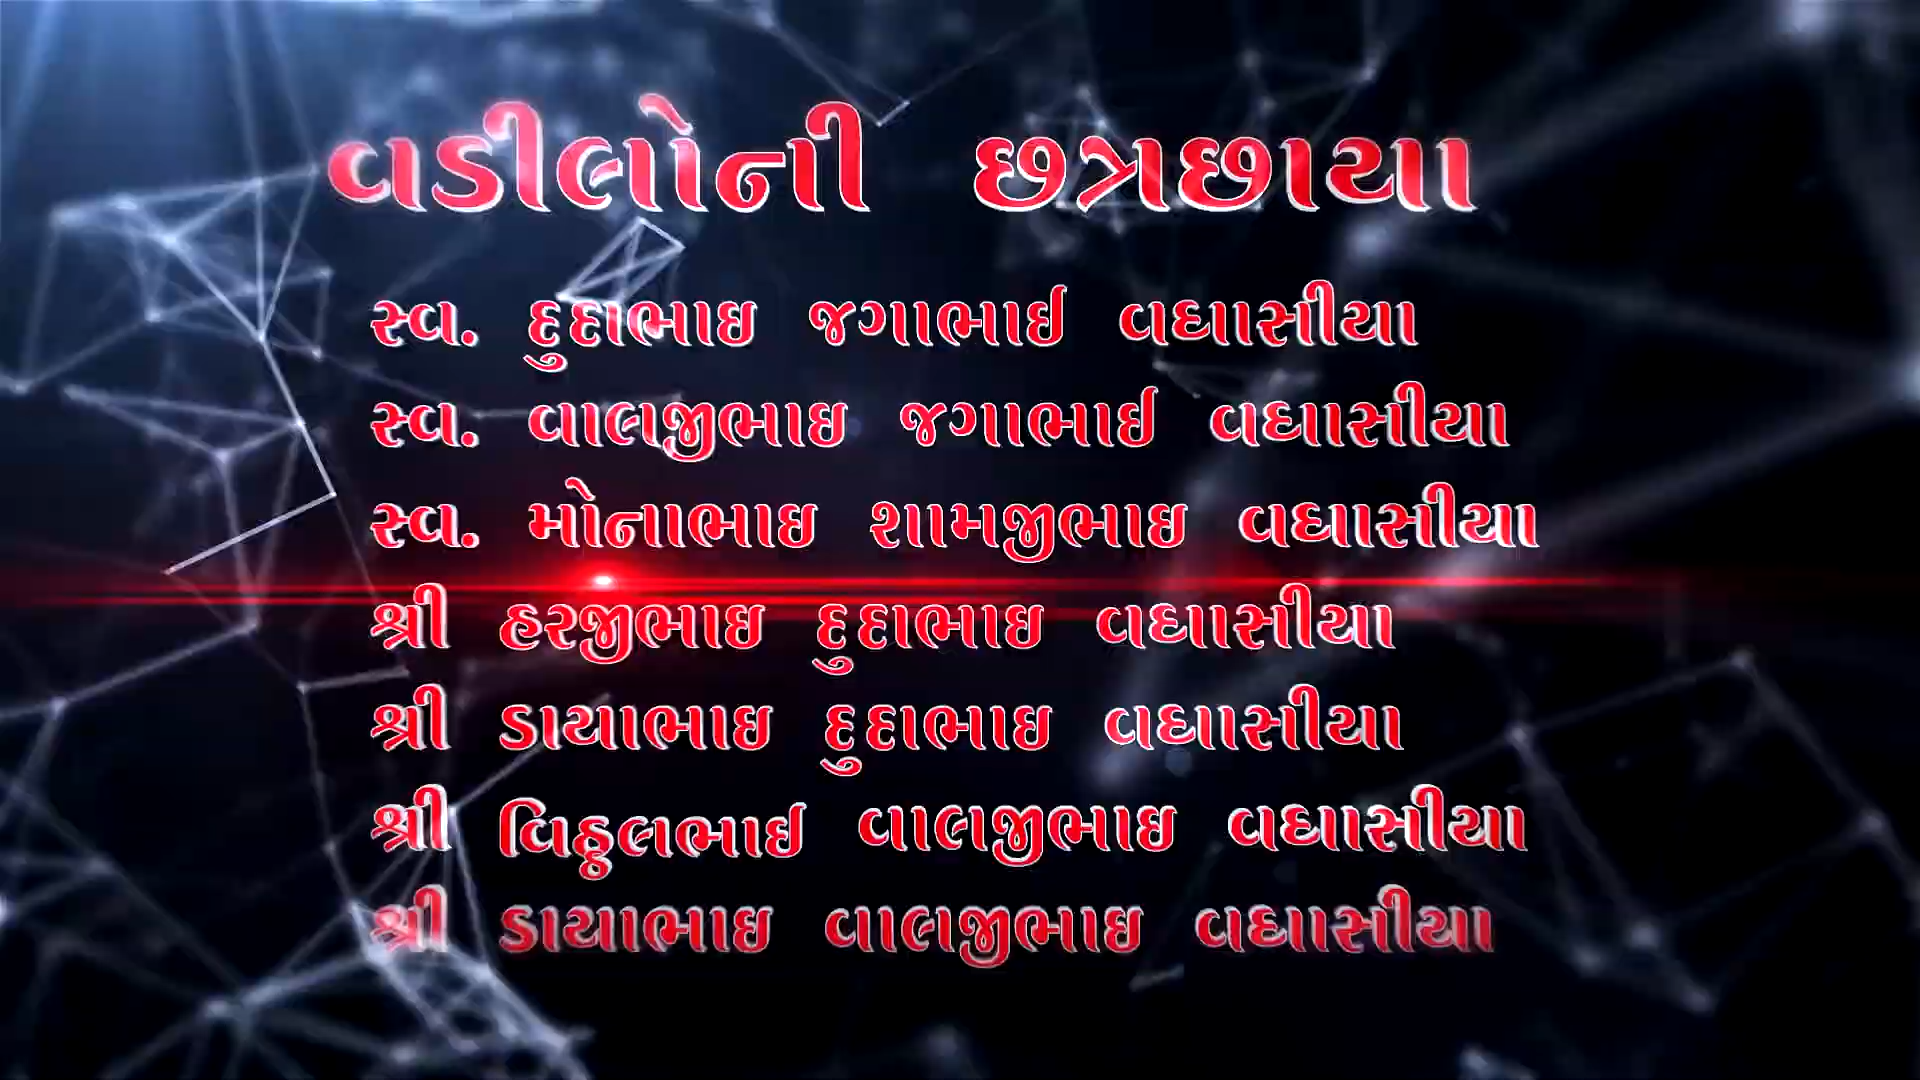 વડીલોની છત્રછાયા
સ્વ. દુદાભાઇ જગાભાઈ વઘાસીયા
સ્વ. વાલજીભાઇ જગાભાઈ વઘાસીયા
સ્વ. મોનાભાઇ શામજીભાઇ વઘાસીયા
શ્રી હરજીભાઇ દુદાભાઇ વઘાસીયા
શ્રી ડાયાભાઇ દુદાભાઇ વઘાસીયા
શ્રી વિઠ્ઠલભાઈ વાલજીભાઇ વઘાસીયા
શ્રી ડાયાભાઇ વાલજીભાઇ વઘાસીયા